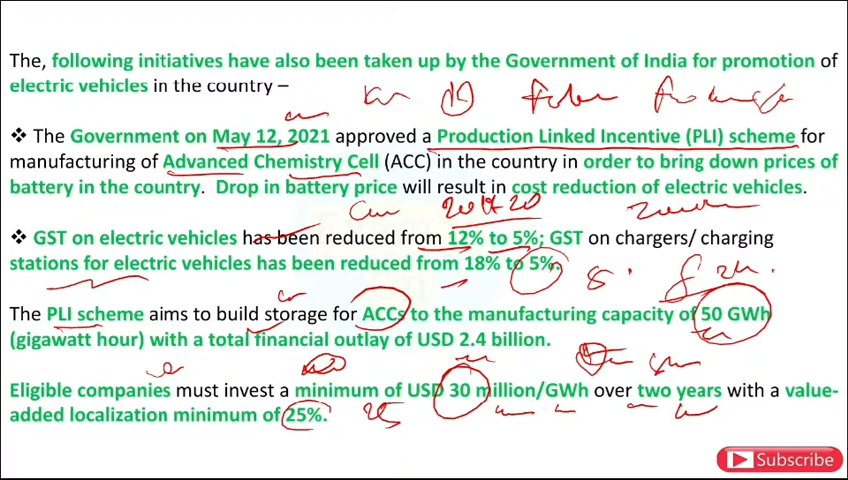 The, following initiatives have also been taken up by the Government of India for promotion of
electric vehicles in the country –
❖ The Government on May 12, 2021 approved a Production Linked Incentive (PLI) scheme for
manufacturing of Advanced Chemistry Cell (ACC) in the country in order to bring down prices of
battery in the country. Drop in battery price will result in cost reduction of electric vehicles.
❖ GST on electric vehicles has been reduced from 12% to 5%; GST on chargers/ charging
stations for electric vehicles has been reduced from 18% to 5%.
The PLI scheme aims to build storage for ACCs to the manufacturing capacity of 50 GWh
(gigawatt hour) with a total financial outlay of USD 2.4 billion.
Eligible companies must invest a minimum of USD 30 million/GWh over two years with a value-
added localization minimum of 25%.
25
Subscribe